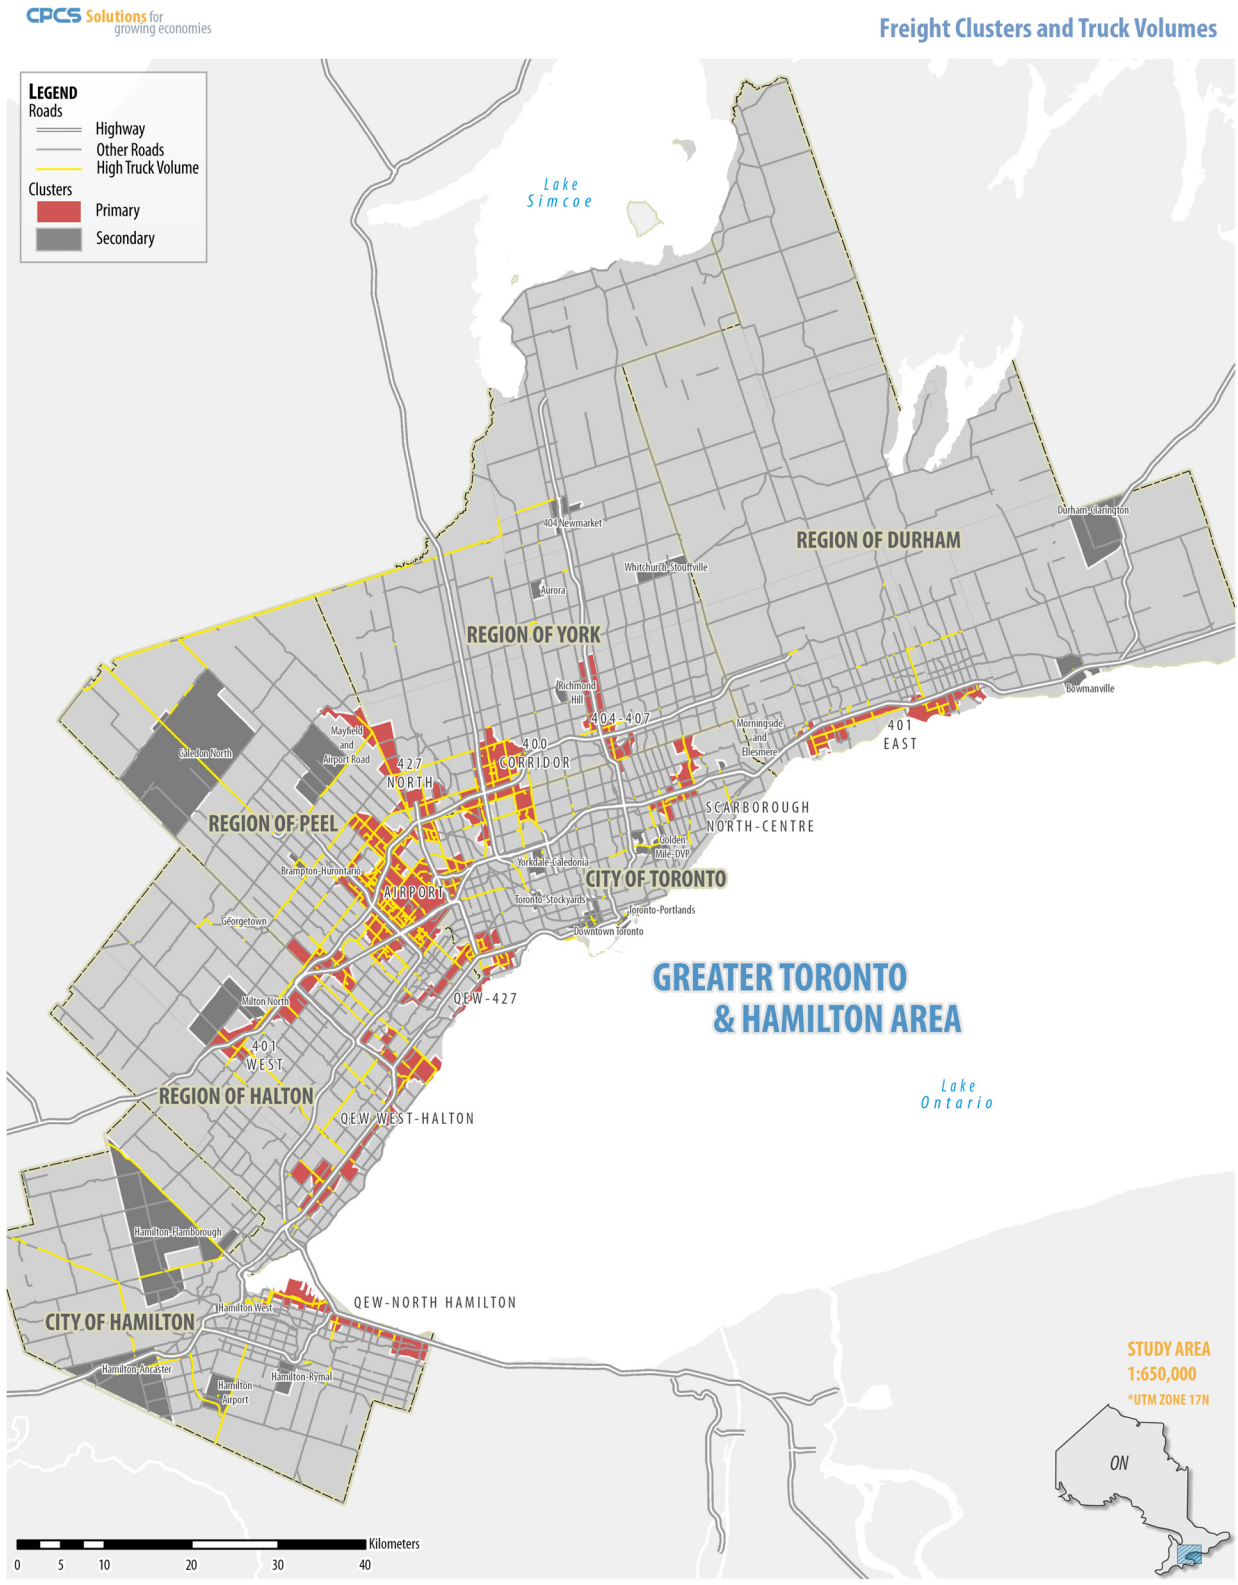 CPCS Solutions for
growing economies
Freight Clusters and Truck Volumes
LEGEND
Roads
Highway
Other Roads
High Truck Volume
Clusters
Primary
Secondary
Lake
Simcoe
404 Newmarket
Durham-Clarington
REGION OF DURHAM
Whitchurch-Stouffville
Aurora
REGION OF YORK
Richmond
Hill
Bowmanville
404-407
Morningside
and
Ellesmere
401
EAST
Mayfield
and
Airport Road
Caledon North
400
CORRIDOR
427
NORTH
SCARBOROUGH
NORTH-CENTRE
REGION OF PEEL
Golden
Mile-DVP
Brampton-Hurontario
Yorkdale-Caledonia
CITY OF TORONTO
AIRPORT
Toronto-Stockyards
Toronto-Portlands
Georgetown
Downtown Toronto
GREATER TORONTO
& HAMILTON AREA
Milton North
QEW-427
401
WEST
REGION OF HALTON
Lake
Ontario
QEW WEST-HALTON
Hamilton-Flamborough
QEW-NORTH HAMILTON
Hamilton West
CITY OF HAMILTON
Hamilton-Ancaster
Hamilton-Rymal
Hamilton
Airport
STUDY AREA
1:650,000
*UTM ZONE 17N
ON
Kilometers
0 5 10 20 30 40